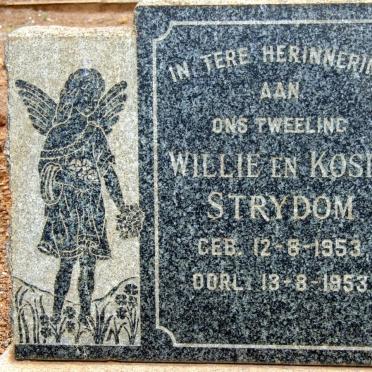 IN TERE HERINNERIN
AAN
ONS TWEELING
WILLIE EN KOSI
STRYDOM
GEB. 12-8-1953
OORL. 13-8-1953